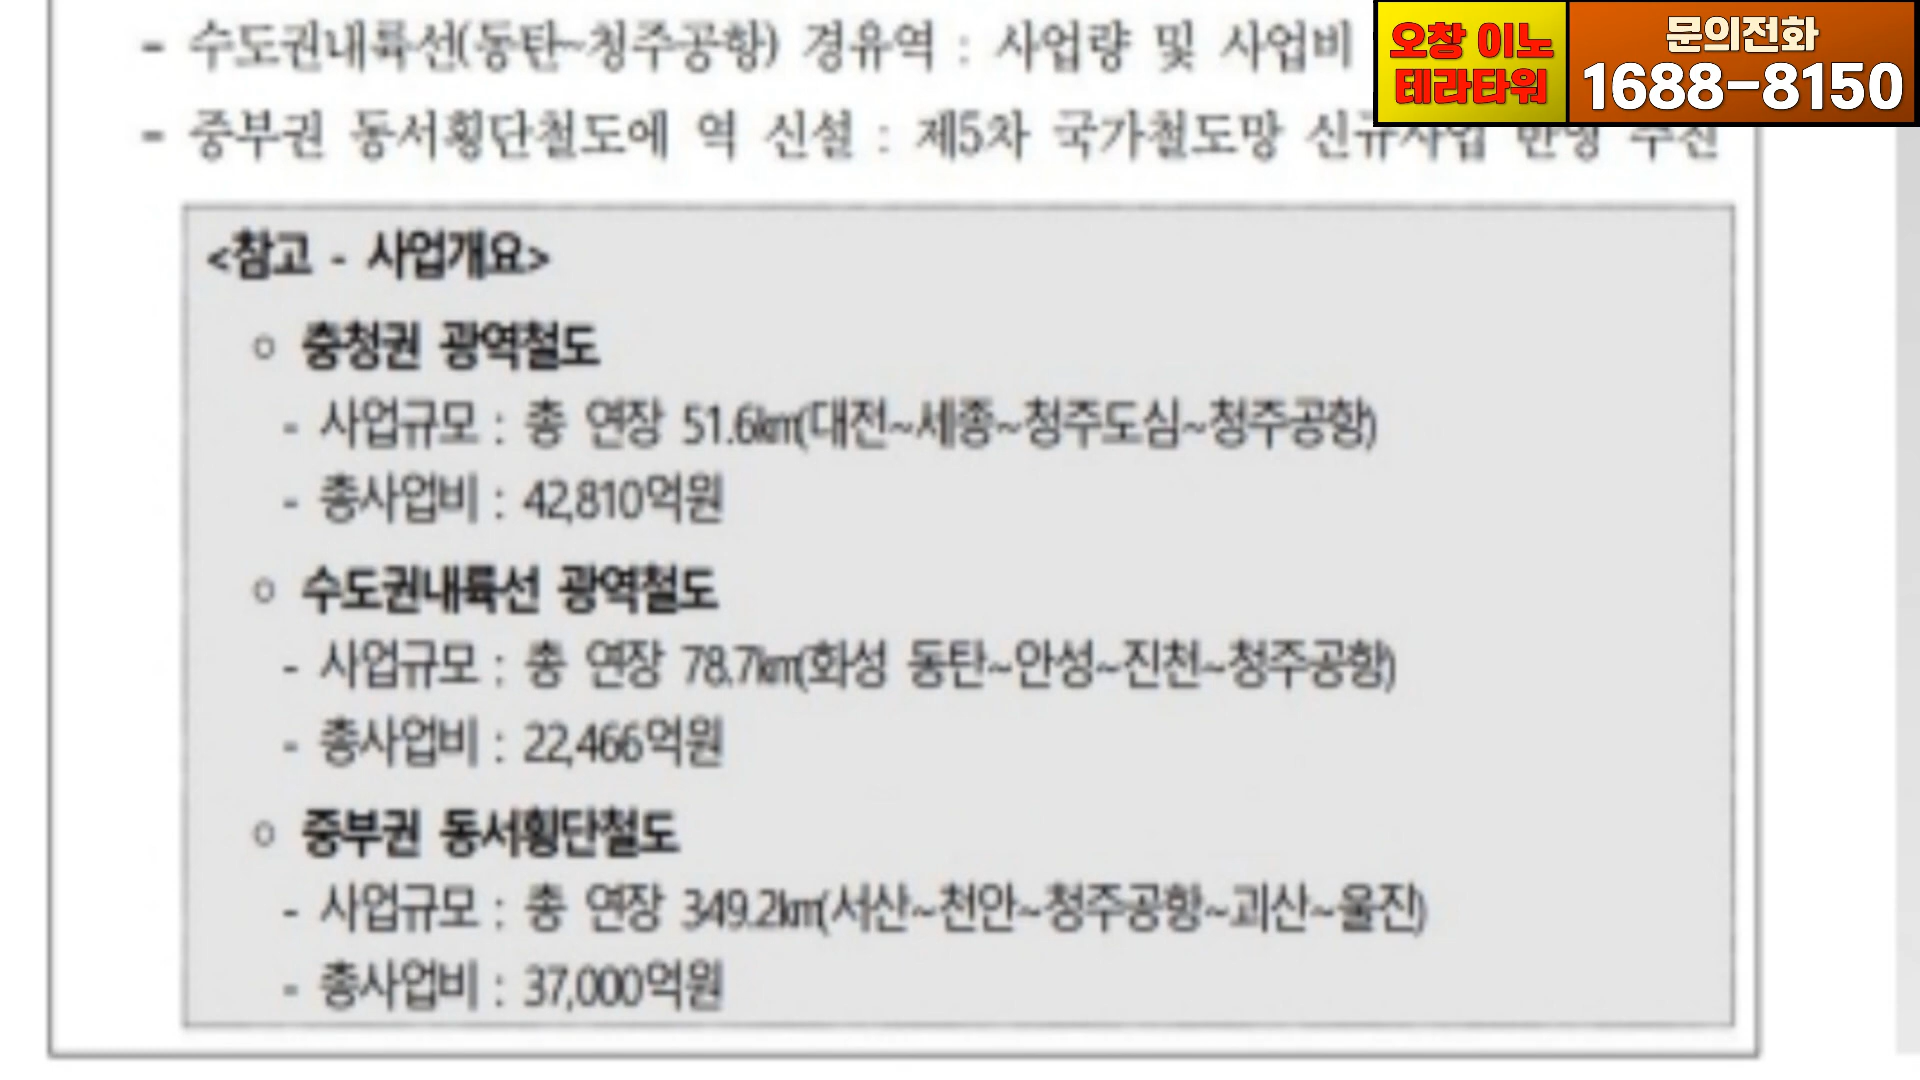 - 수도권내륙선(동탄~청주공항) 경유역 : 사업량 및 사업비
오창 이노
테라타워
문의전화
1688-8150
- 중부권 동서횡단철도에 역 신설 : 제5차 국가철도망 신규사업 반영 추진
<참고 - 사업개요>
○ 충청권 광역철도
- 사업규모 : 총 연장 51.6㎞(대전~세종~청주도심~청주공항)
- 총사업비 : 42,810억원
○ 수도권내륙선 광역철도
- 사업규모 : 총 연장 78.7㎞(화성 동탄~안성~진천~청주공항)
- 총사업비 : 22,466억원
○ 중부권 동서횡단철도
- 사업규모 : 총 연장 349.2㎞(서산~천안~청주공항~괴산~울진)
- 총사업비 : 37,000억원